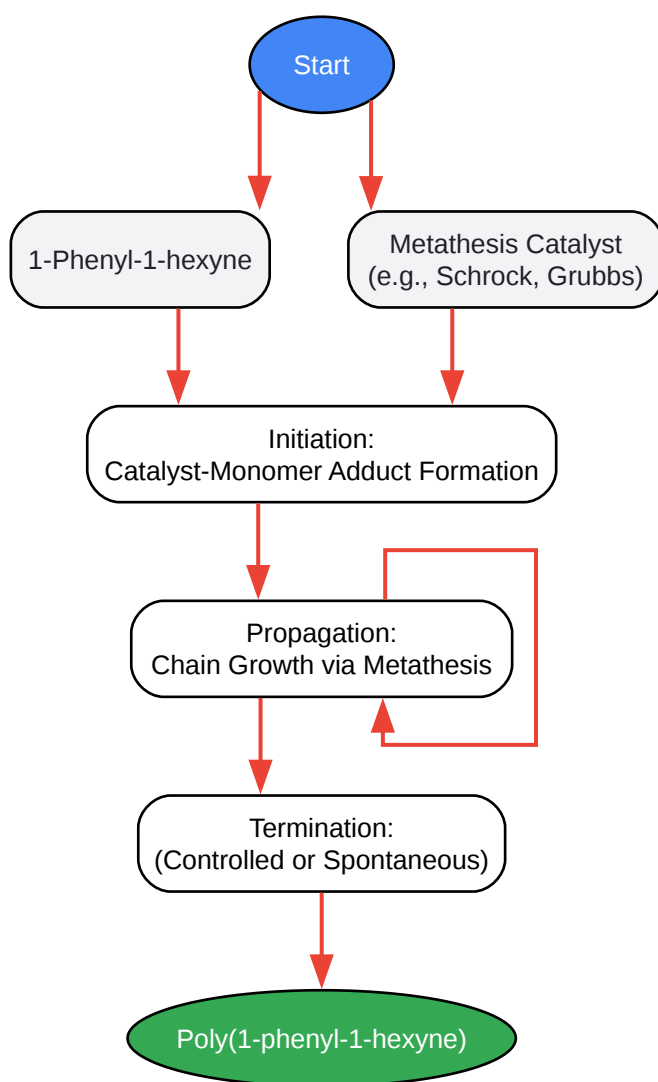 Start
1-Phenyl-1-hexyne
Metathesis Catalyst
(e.g., Schrock, Grubbs)
Initiation:
Catalyst-Monomer Adduct Formation
Propagation:
Chain Growth via Metathesis
Termination:
(Controlled or Spontaneous)
Poly(1-phenyl-1-hexyne)